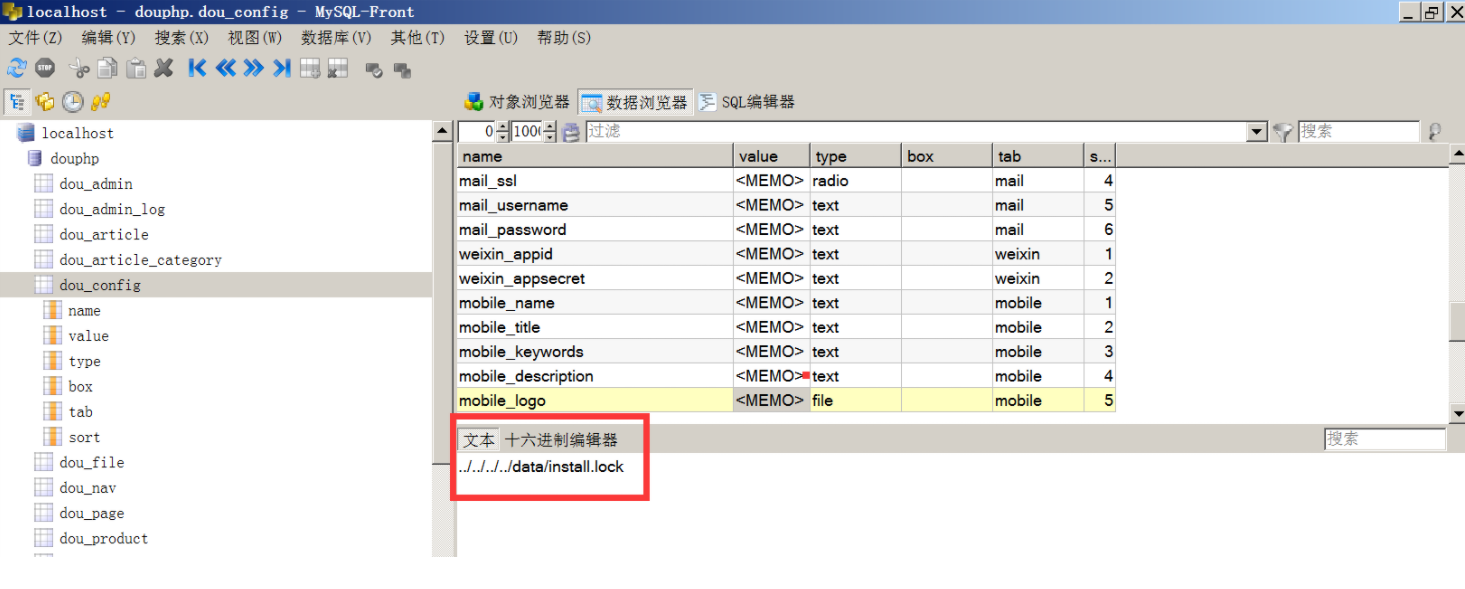 localhost - douphp.dou_config - MySQL-Front
文件(Z) 编辑(Y) 搜索(X) 视图(W) 数据库(V) 其他(T) 设置(U) 帮助(S)
STOP
对象浏览器 数据浏览器 SQL编辑器
localhost
douphp
dou_admin
dou_admin_log
dou_article
dou_article_category
dou_config
name
value
type
box
tab
sort
dou_file
dou_nav
dou_page
dou_product
0 100 过滤 搜索
name value type box tab s...
mail_ssl <MEMO> radio mail 4
mail_username <MEMO> text mail 5
mail_password <MEMO> text mail 6
weixin_appid <MEMO> text weixin 1
weixin_appsecret <MEMO> text weixin 2
mobile_name <MEMO> text mobile 1
mobile_title <MEMO> text mobile 2
mobile_keywords <MEMO> text mobile 3
mobile_description <MEMO> text mobile 4
mobile_logo <MEMO> file mobile 5
文本 十六进制编辑器 搜索
../../../../data/install.lock